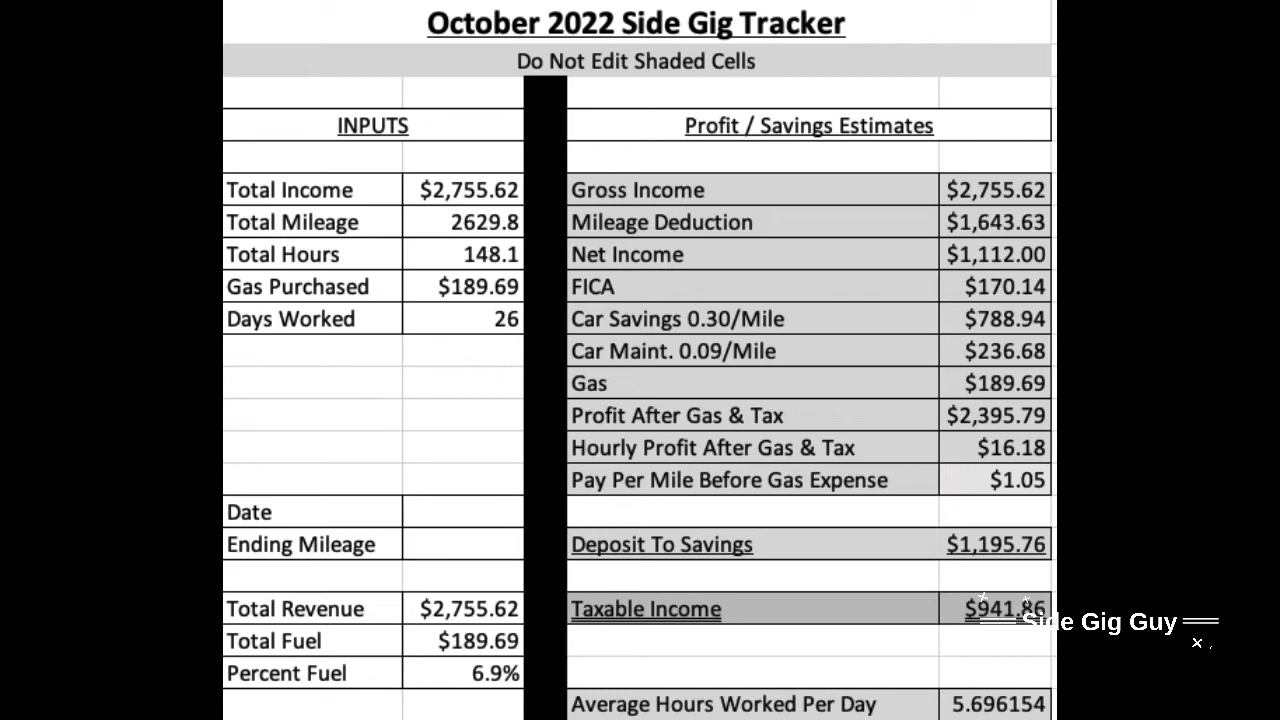 October 2022 Side Gig Tracker
Do Not Edit Shaded Cells
INPUTS
Total Income $2,755.62
Total Mileage 2629.8
Total Hours 148.1
Gas Purchased $189.69
Days Worked 26
Date
Ending Mileage
Total Revenue $2,755.62
Total Fuel $189.69
Percent Fuel 6.9%
Profit / Savings Estimates
Gross Income $2,755.62
Mileage Deduction $1,643.63
Net Income $1,112.00
FICA $170.14
Car Savings 0.30/Mile $788.94
Car Maint. 0.09/Mile $236.68
Gas $189.69
Profit After Gas & Tax $2,395.79
Hourly Profit After Gas & Tax $16.18
Pay Per Mile Before Gas Expense $1.05
Deposit To Savings $1,195.76
Taxable Income $941.86
Average Hours Worked Per Day 5.696154
Side Gig Guy